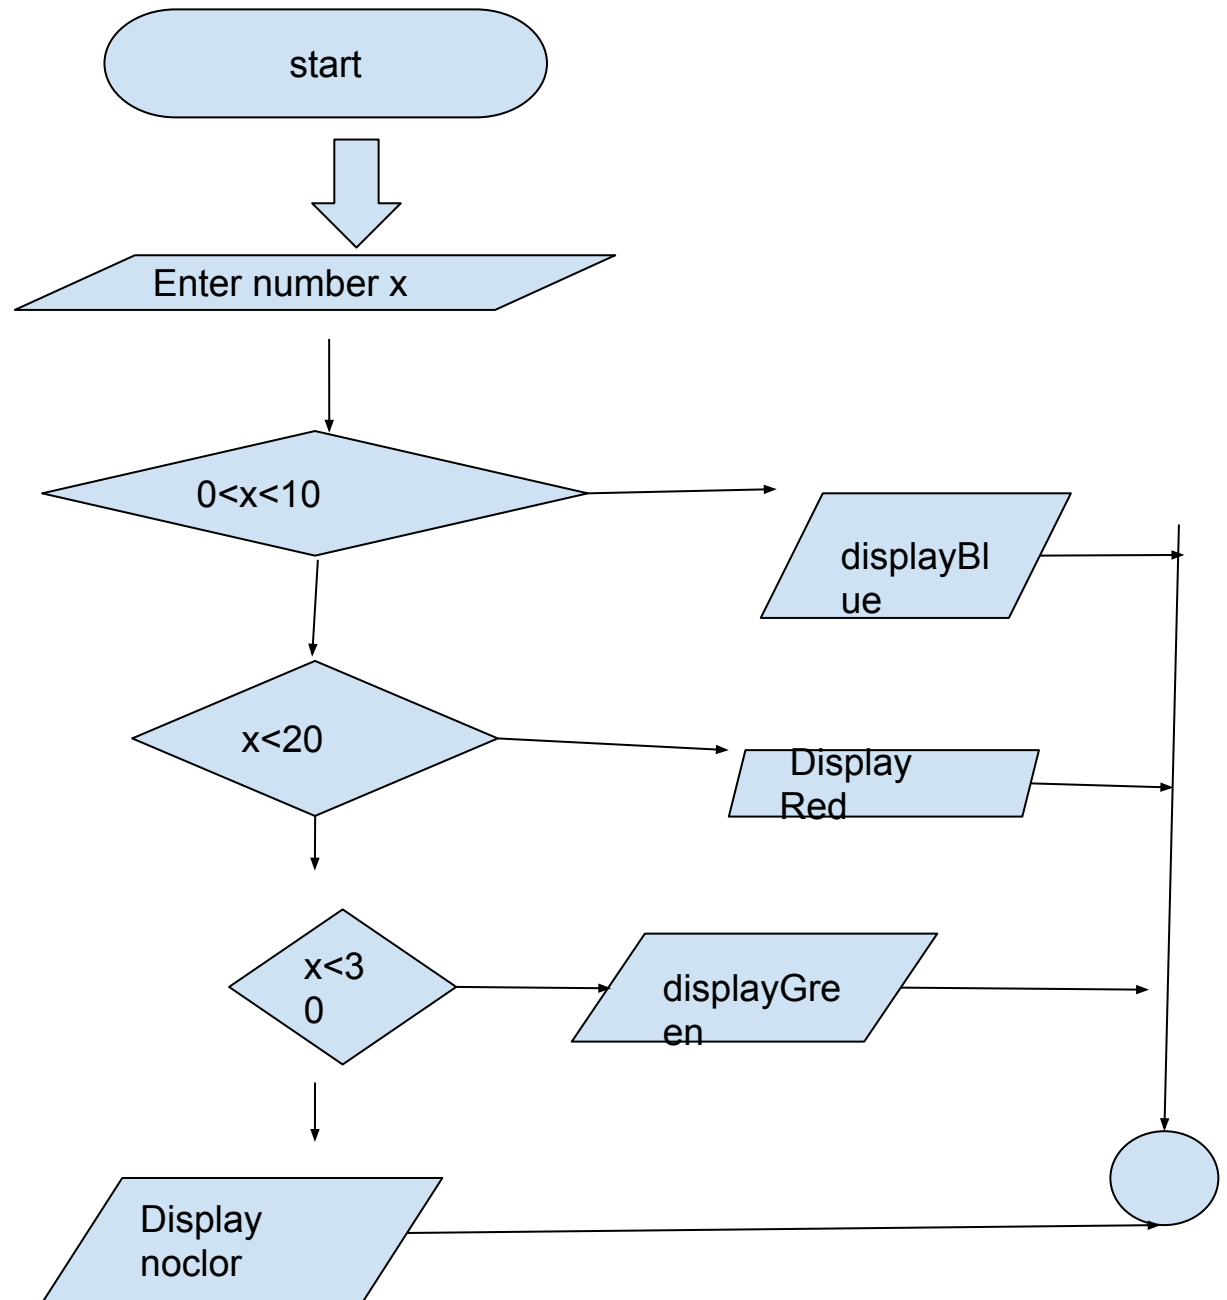 start
Enter number x
0<x<10
displayBl
ue
x<20
Display
Red
x<3
0
displayGre
en
Display
noclor